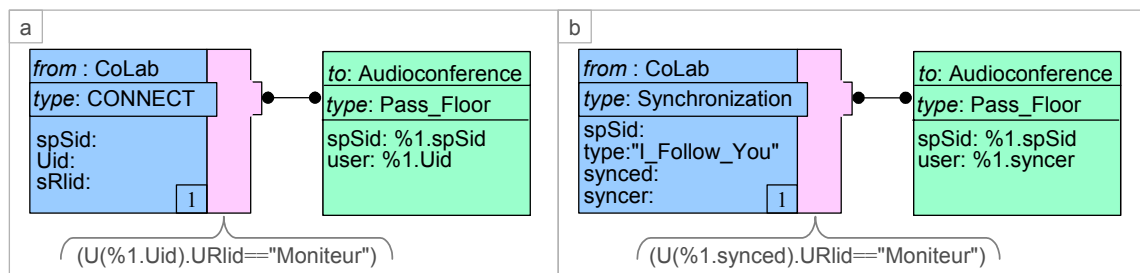 a
from : CoLab
type: CONNECT
spSid:
Uid:
sRlid:
1
to: Audioconference
type: Pass_Floor
spSid: %1.spSid
user: %1.Uid
(U(%1.Uid).URlid=="Moniteur")
b
from : CoLab
type: Synchronization
spSid:
type:"I_Follow_You"
synced:
syncer:
1
to: Audioconference
type: Pass_Floor
spSid: %1.spSid
user: %1.syncer
(U(%1.synced).URlid=="Moniteur")